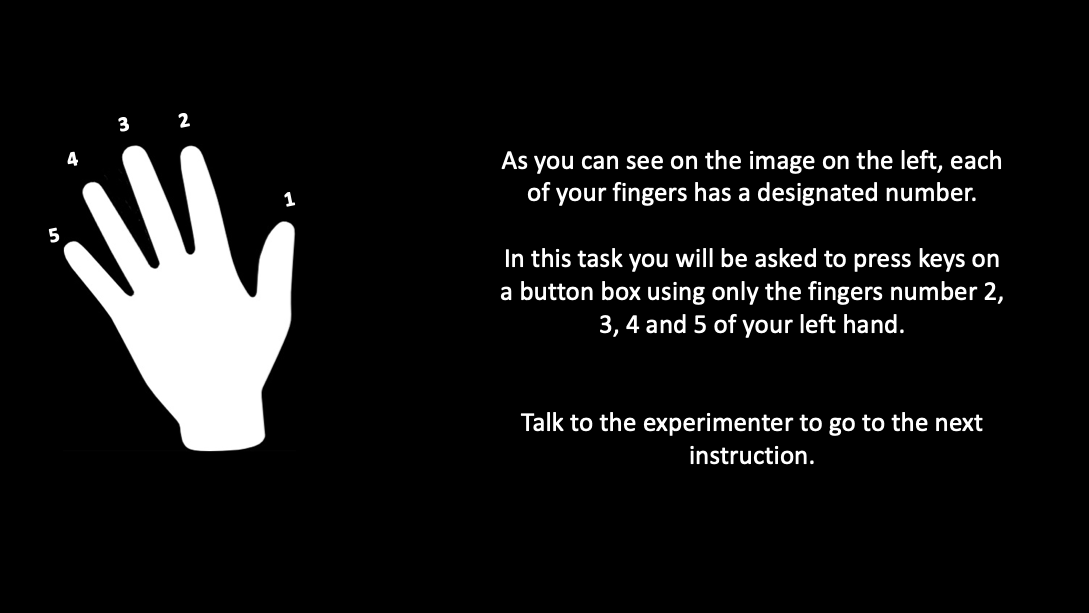 3
2
4
1
5
As you can see on the image on the left, each
of your fingers has a designated number.
In this task you will be asked to press keys on
a button box using only the fingers number 2,
3, 4 and 5 of your left hand.
Talk to the experimenter to go to the next
instruction.